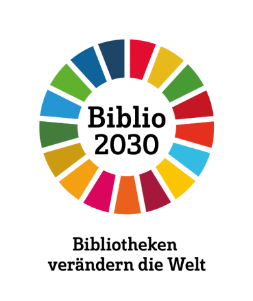 Biblio
2030
Bibliotheken
verändern die Welt